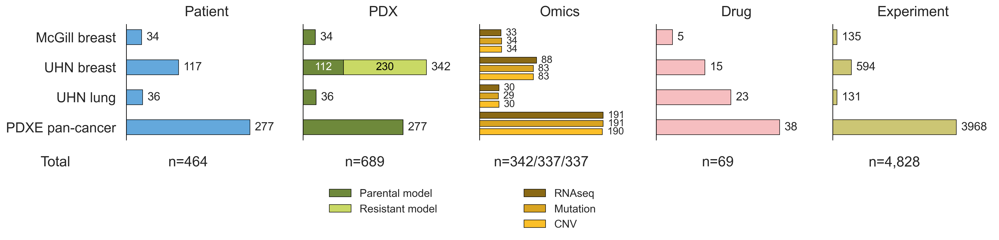 Patient PDX Omics Drug Experiment
McGill breast 34 34 33 34 34 5 135
UHN breast 117 112 230 342 88 83 83 15 594
UHN lung 36 36 30 29 30 23 131
PDXE pan-cancer 277 277 191 191 190 38 3968
Total n=464 n=689 n=342/337/337 n=69 n=4,828
Parental model RNAseq
Resistant model Mutation
CNV